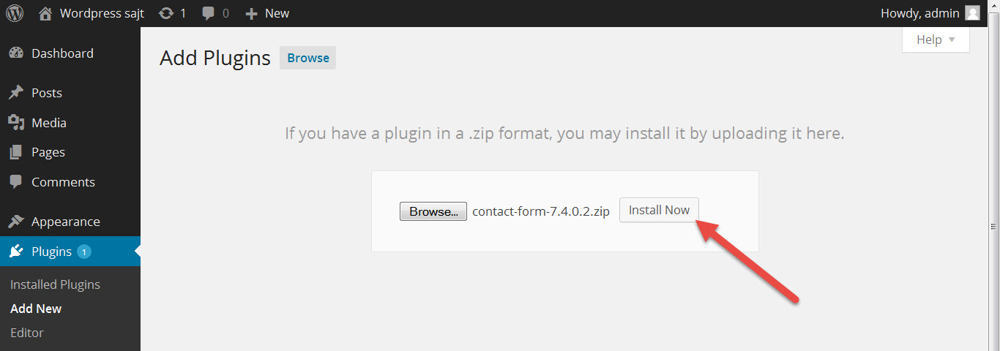 Wordpress sajt 1 0 New Howdy, admin
Help
Add Plugins Browse
Dashboard
Posts
Media
Pages
Comments
Appearance
Plugins 1
Installed Plugins
Add New
Editor
If you have a plugin in a .zip format, you may install it by uploading it here.
Browse... contact-form-7.4.0.2.zip Install Now